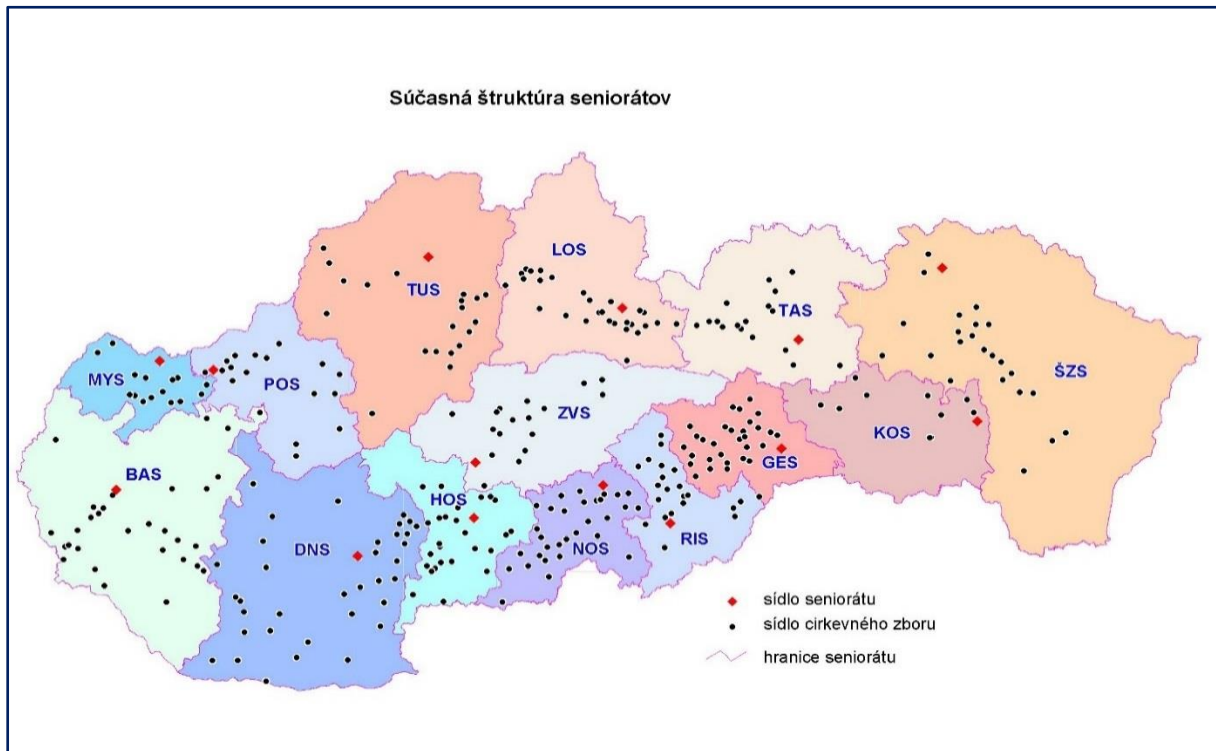 Súčasná štruktúra seniorátov
LOS
TUS
TAS
ŠZS
MYS
POS
ZVS
KOS
GES
BAS
HOS
DNS
NOS
RIS
sídlo seniorátu
sídlo cirkevného zboru
hranice seniorátu